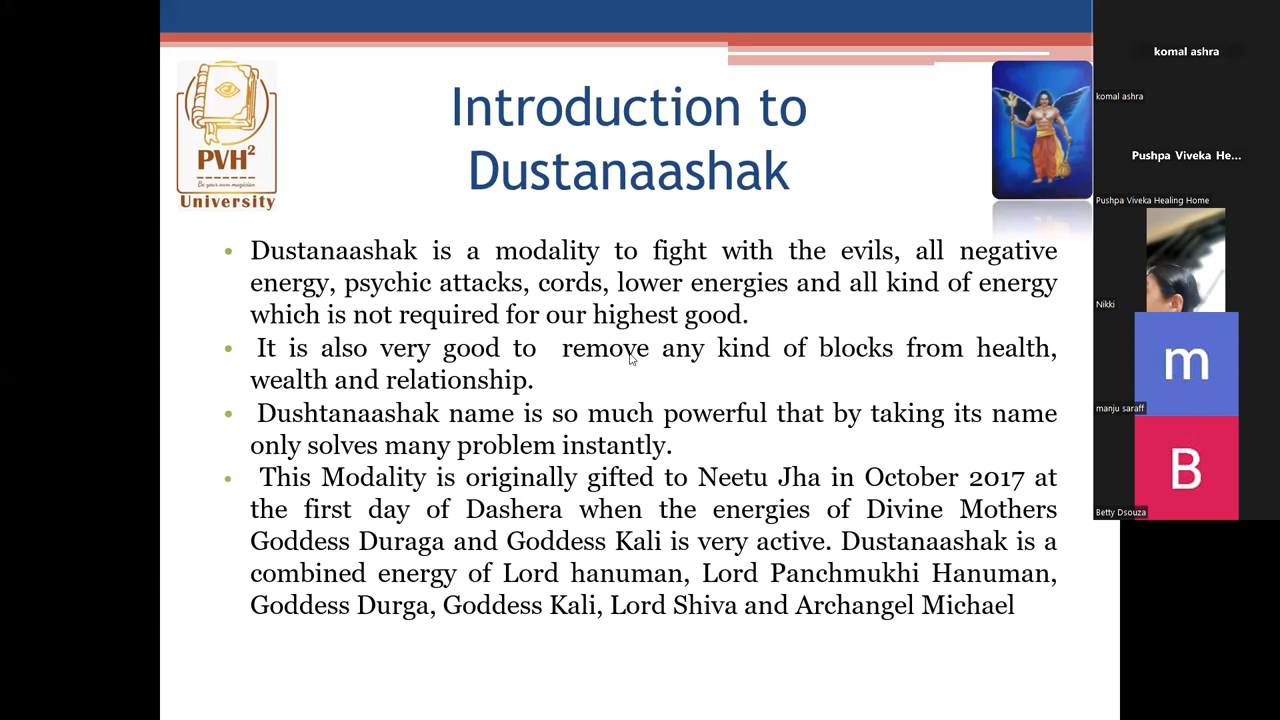 PVH²
Be your own magician
University
Introduction to
Dustanaashak
• Dustanaashak is a modality to fight with the evils, all negative
energy, psychic attacks, cords, lower energies and all kind of energy
which is not required for our highest good.
• It is also very good to remove any kind of blocks from health,
wealth and relationship.
• Dushtanaashak name is so much powerful that by taking its name
only solves many problem instantly.
• This Modality is originally gifted to Neetu Jha in October 2017 at
the first day of Dashera when the energies of Divine Mothers
Goddess Duraga and Goddess Kali is very active. Dustanaashak is a
combined energy of Lord hanuman, Lord Panchmukhi Hanuman,
Goddess Durga, Goddess Kali, Lord Shiva and Archangel Michael
komal ashra
komal ashra
Pushpa Viveka He...
Pushpa Viveka Healing Home
Nikki
m
manju saraff
B
Betty Dsouza